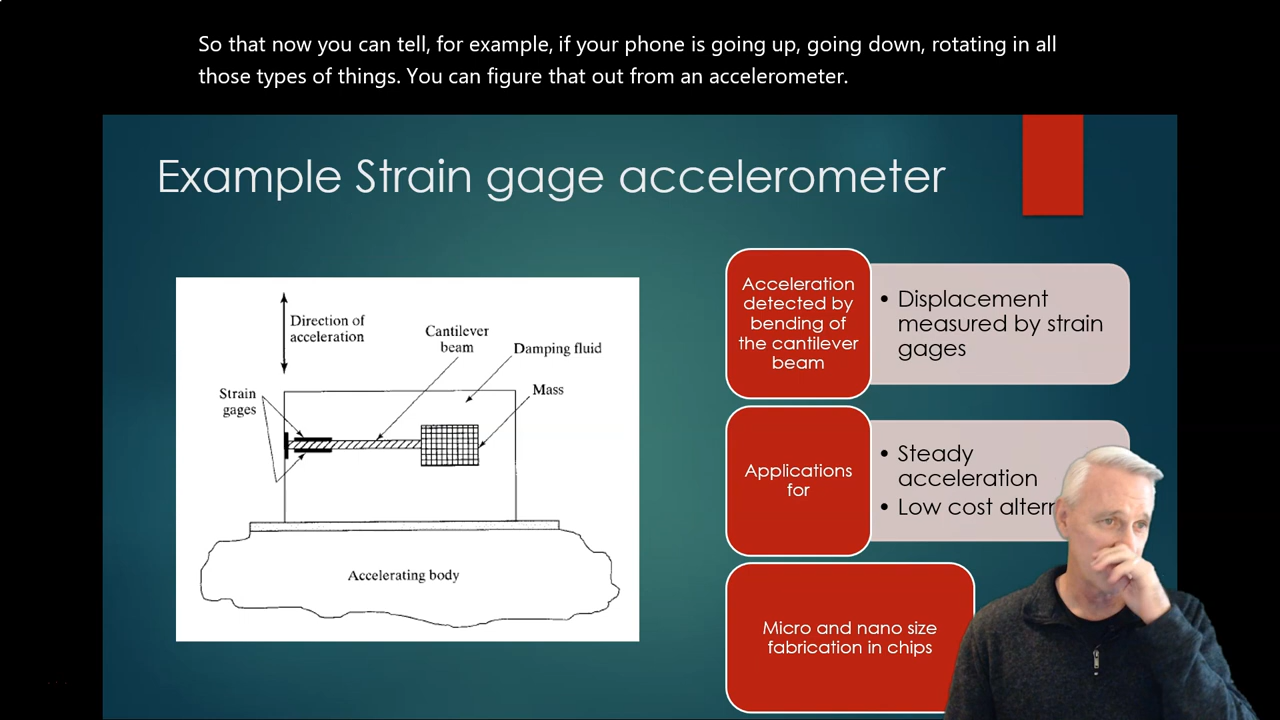 So that now you can tell, for example, if your phone is going up, going down, rotating in all
those types of things. You can figure that out from an accelerometer.
Example Strain gage accelerometer
Direction of
acceleration
Cantilever
beam
Damping fluid
Mass
Strain
gages
Accelerating body
Acceleration
detected by
bending of
the cantilever
beam
• Displacement
measured by strain
gages
Applications
for
• Steady
acceleration
• Low cost
Micro and nano size
fabrication in chips